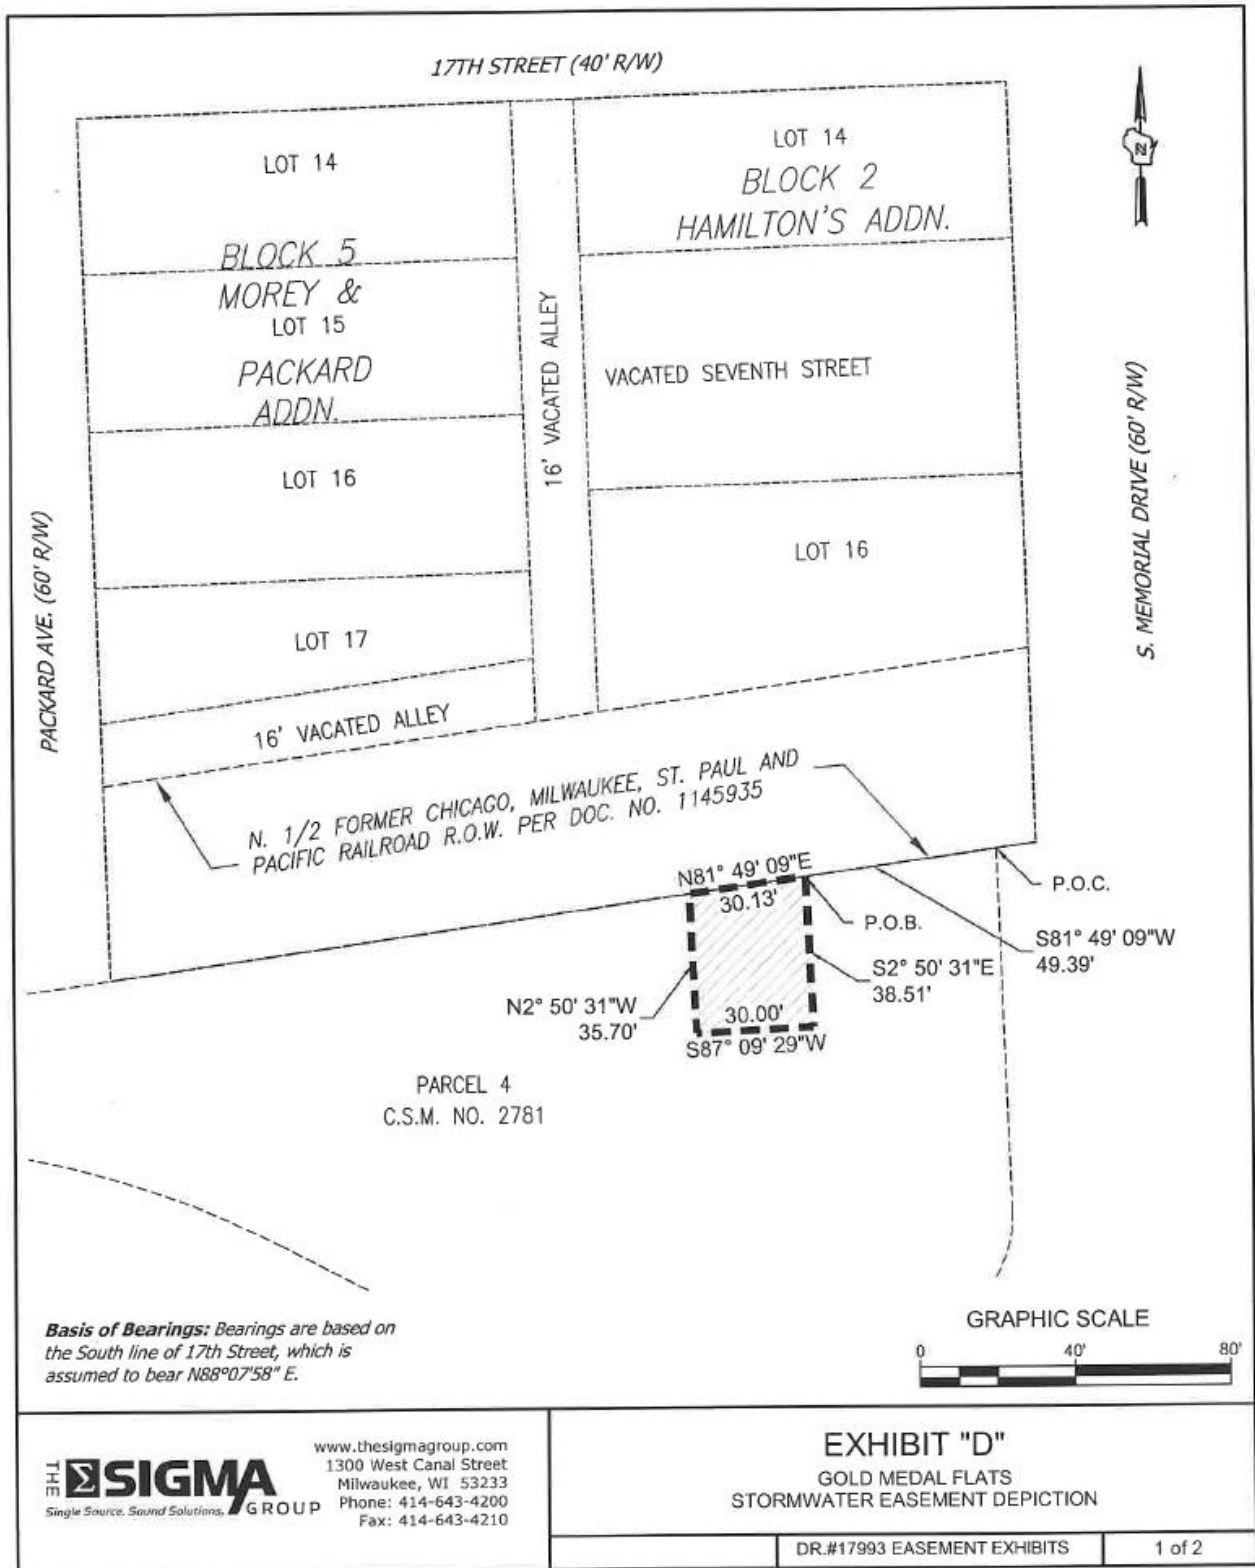 17TH STREET (40' R/W)
LOT 14
BLOCK 5
MOREY &
LOT 15
PACKARD
ADDN.
LOT 16
LOT 17
16' VACATED ALLEY
16' VACATED ALLEY
LOT 14
BLOCK 2
HAMILTON'S ADDN.
VACATED SEVENTH STREET
LOT 16
N
PACKARD AVE. (60' R/W)
S. MEMORIAL DRIVE (60' R/W)
N. 1/2 FORMER CHICAGO, MILWAUKEE, ST. PAUL AND
PACIFIC RAILROAD R.O.W. PER DOC. NO. 1145935
N81° 49' 09"E
30.13'
P.O.C.
P.O.B.
S81° 49' 09"W
49.39'
S2° 50' 31"E
38.51'
N2° 50' 31"W
35.70'
30.00'
S87° 09' 29"W
PARCEL 4
C.S.M. NO. 2781
Basis of Bearings: Bearings are based on
the South line of 17th Street, which is
assumed to bear N88°07'58" E.
GRAPHIC SCALE
0 40' 80'
THE SIGMA GROUP
Single Source. Sound Solutions.
www.thesigmagroup.com
1300 West Canal Street
Milwaukee, WI 53233
Phone: 414-643-4200
Fax: 414-643-4210
EXHIBIT "D"
GOLD MEDAL FLATS
STORMWATER EASEMENT DEPICTION
DR.#17993 EASEMENT EXHIBITS
1 of 2